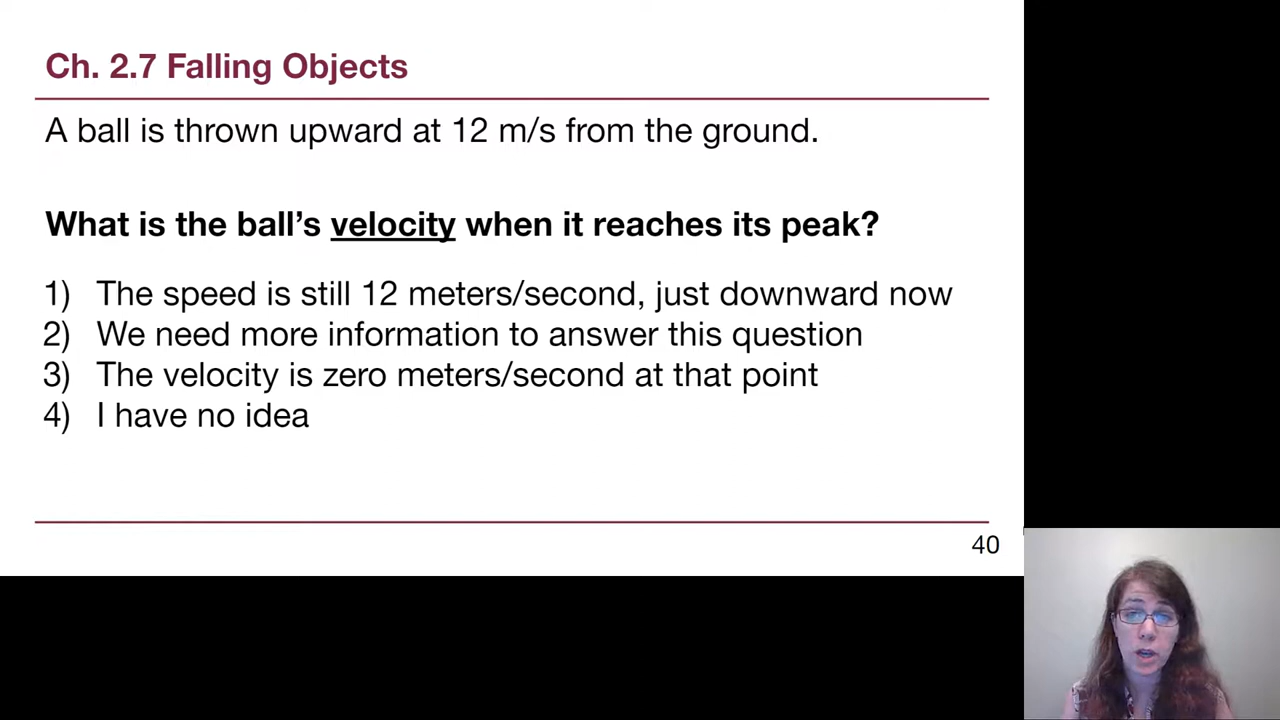 Ch. 2.7 Falling Objects
A ball is thrown upward at 12 m/s from the ground.
What is the ball’s velocity when it reaches its peak?
1) The speed is still 12 meters/second, just downward now
2) We need more information to answer this question
3) The velocity is zero meters/second at that point
4) I have no idea
40